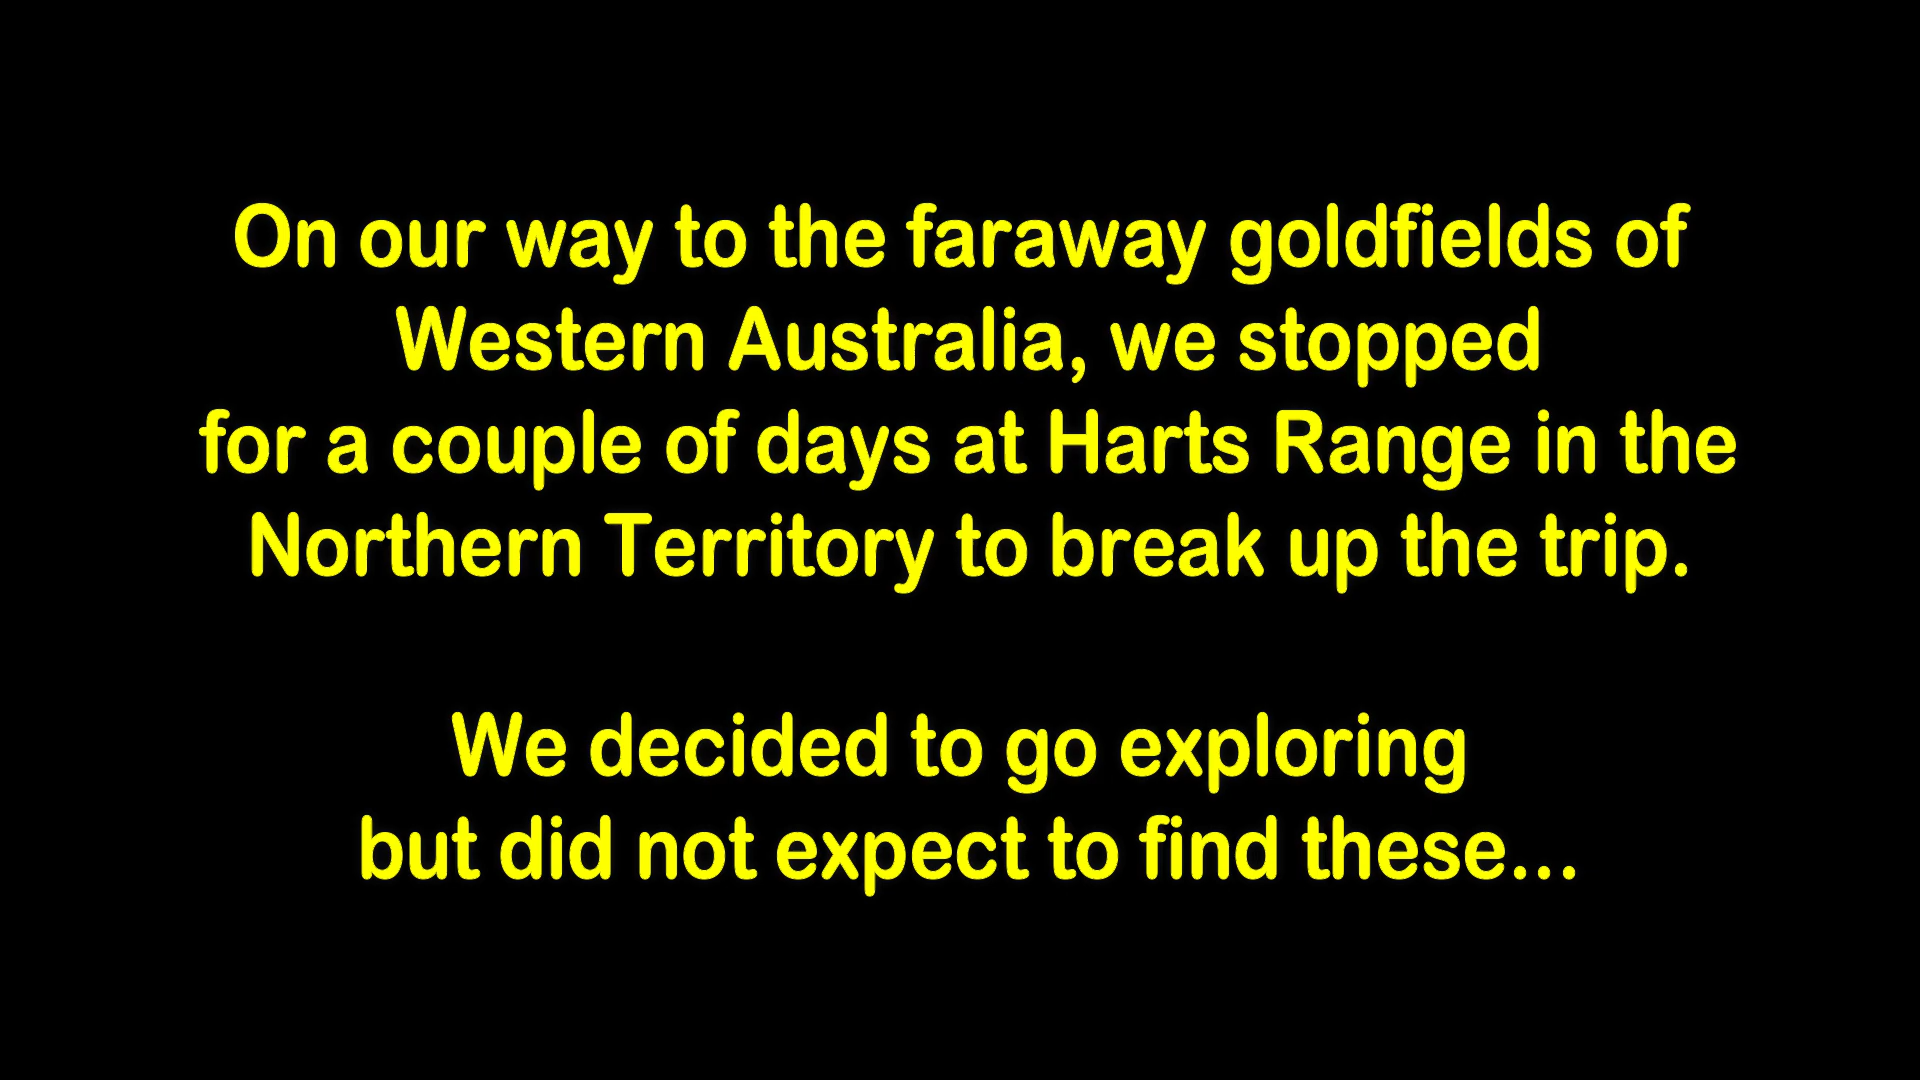 On our way to the faraway goldfields of
Western Australia, we stopped
for a couple of days at Harts Range in the
Northern Territory to break up the trip.
We decided to go exploring
but did not expect to find these...